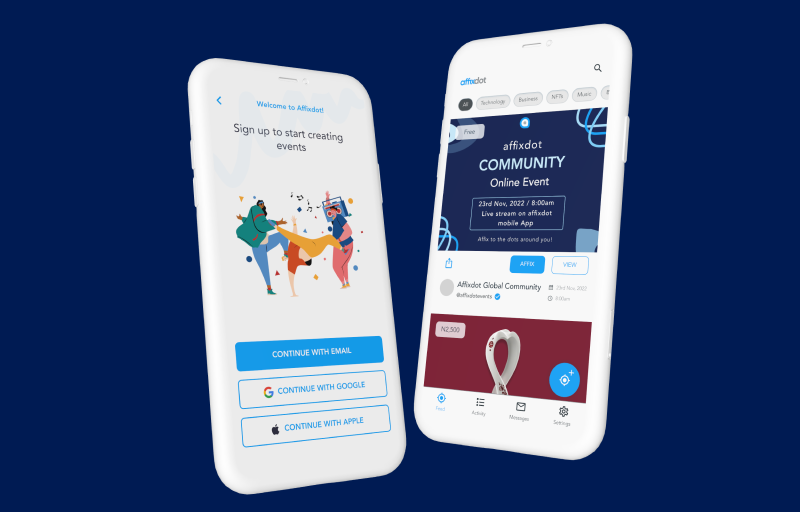 Welcome to Affixdot!
Sign up to start creating
events
CONTINUE WITH EMAIL
CONTINUE WITH GOOGLE
CONTINUE WITH APPLE
affixdot
All
Technology
Business
NFTs
Music
Free
affixdot
COMMUNITY
Online Event
23rd Nov, 2022 / 8:00am
Live stream on affixdot
mobile App
Affix to the dots around you!
AFFIX
VIEW
Affixdot Global Community
23rd Nov, 2022
@affixdotevents
8:00am
N2,500
Feed
Activity
Messages
Settings